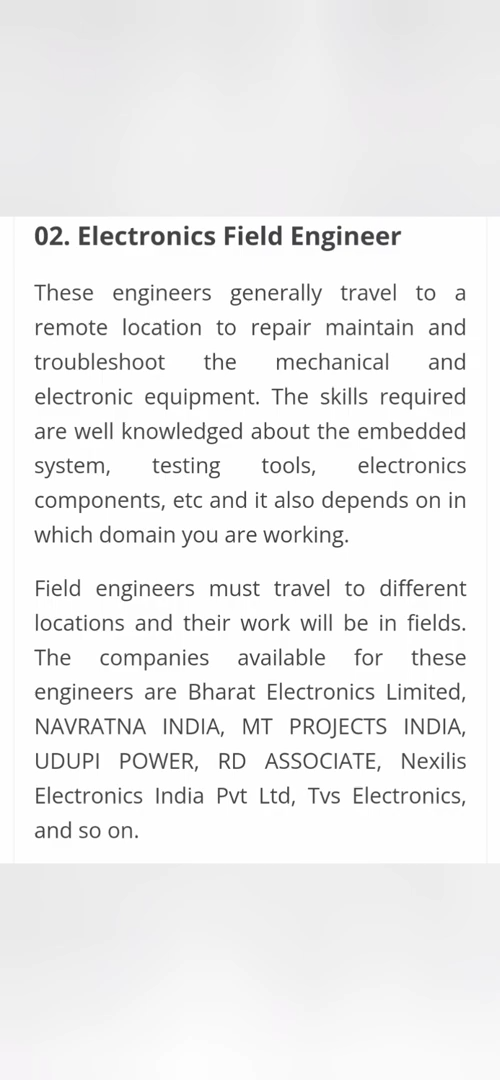 02. Electronics Field Engineer
These engineers generally travel to a
remote location to repair maintain and
troubleshoot the mechanical and
electronic equipment. The skills required
are well knowledged about the embedded
system, testing tools, electronics
components, etc and it also depends on in
which domain you are working.
Field engineers must travel to different
locations and their work will be in fields.
The companies available for these
engineers are Bharat Electronics Limited,
NAVRATNA INDIA, MT PROJECTS INDIA,
UDUPI POWER, RD ASSOCIATE, Nexilis
Electronics India Pvt Ltd, Tvs Electronics,
and so on.